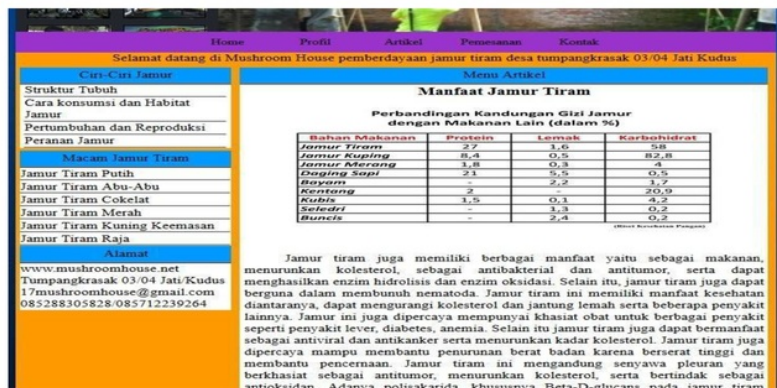 Home Profil Artikel Pemesanan Kontak
Selamat datang di Mushroom House pemberdayaan jamur tiram desa tumpangkrasak 03/04 Jati Kudus
Ciri-Ciri Jamur
Struktur Tubuh
Cara konsumsi dan Habitat
Jamur
Pertumbuhan dan Reproduksi
Peranan Jamur
Macam Jamur Tiram
Jamur Tiram Putih
Jamur Tiram Abu-Abu
Jamur Tiram Cokelat
Jamur Tiram Merah
Jamur Tiram Kuning Keemasan
Jamur Tiram Raja
Alamat
www.mushroomhouse.net
Tumpangkrasak 03/04 Jati/Kudus
17mushroomhouse@gmail.com
085288305828/085712239264
Menu Artikel
Manfaat Jamur Tiram
Perbandingan Kandungan Gizi Jamur
dengan Makanan Lain (dalam %)
Bahan Makanan Protein Lemak Karbohidrat
Jamur Tiram 27 1,6 58
Jamur Kuping 8,4 0,5 82,8
Jamur Merang 1,8 0,3 4
Daging Sapi 21 5,5 0,5
Bayam - 2,2 1,7
Kentang 2 - 20,9
Kubis 1,5 0,1 4,2
Seledri - 1,3 0,2
Buncis - 2,4 0,2
Jamur tiram juga memiliki berbagai manfaat yaitu sebagai makanan,
menurunkan kolesterol, sebagai antibakterial dan antitumor, serta dapat
menghasilkan enzim hidrolisis dan enzim oksidasi. Selain itu, jamur tiram juga dapat
berguna dalam membunuh nematoda. Jamur tiram ini memiliki manfaat kesehatan
diantaranya, dapat mengurangi kolesterol dan jantung lemah serta beberapa penyakit
lainnya. Jamur ini juga dipercaya mempunyai khasiat obat untuk berbagai penyakit
seperti penyakit lever, diabetes, anemia. Selain itu jamur tiram juga dapat bermanfaat
sebagai antiviral dan antikanker serta menurunkan kadar kolesterol. Jamur tiram juga
dipercaya mampu membantu penurunan berat badan karena berserat tinggi dan
membantu pencernaan. Jamur tiram ini mengandung senyawa pleuran yang
berkhasiat sebagai antitumor, menurunkan kolesterol, serta bertindak sebagai
antioksidan. Adanya polisakarida, khususnya Beta-D-glucans pada jamur tiram